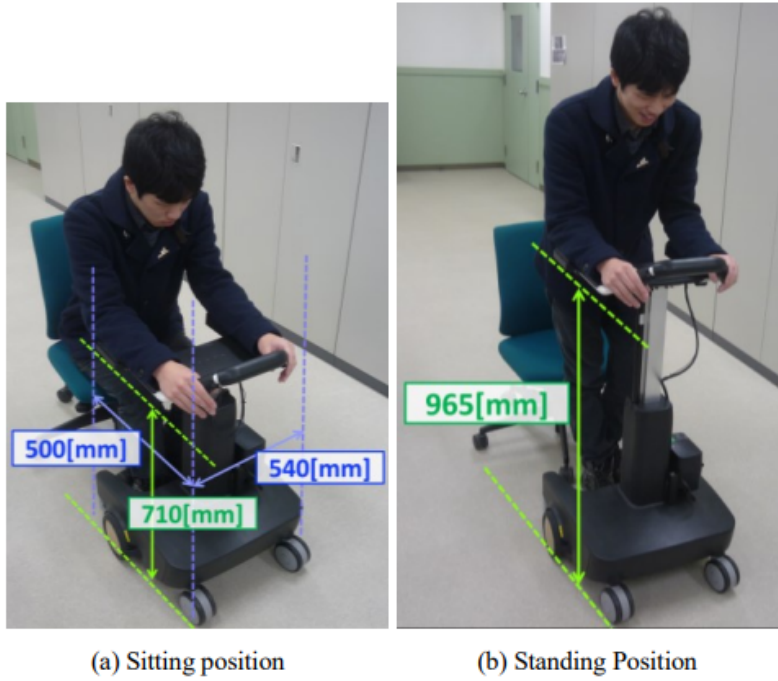 500[mm]
540[mm]
710[mm]
965[mm]
(a) Sitting position
(b) Standing Position